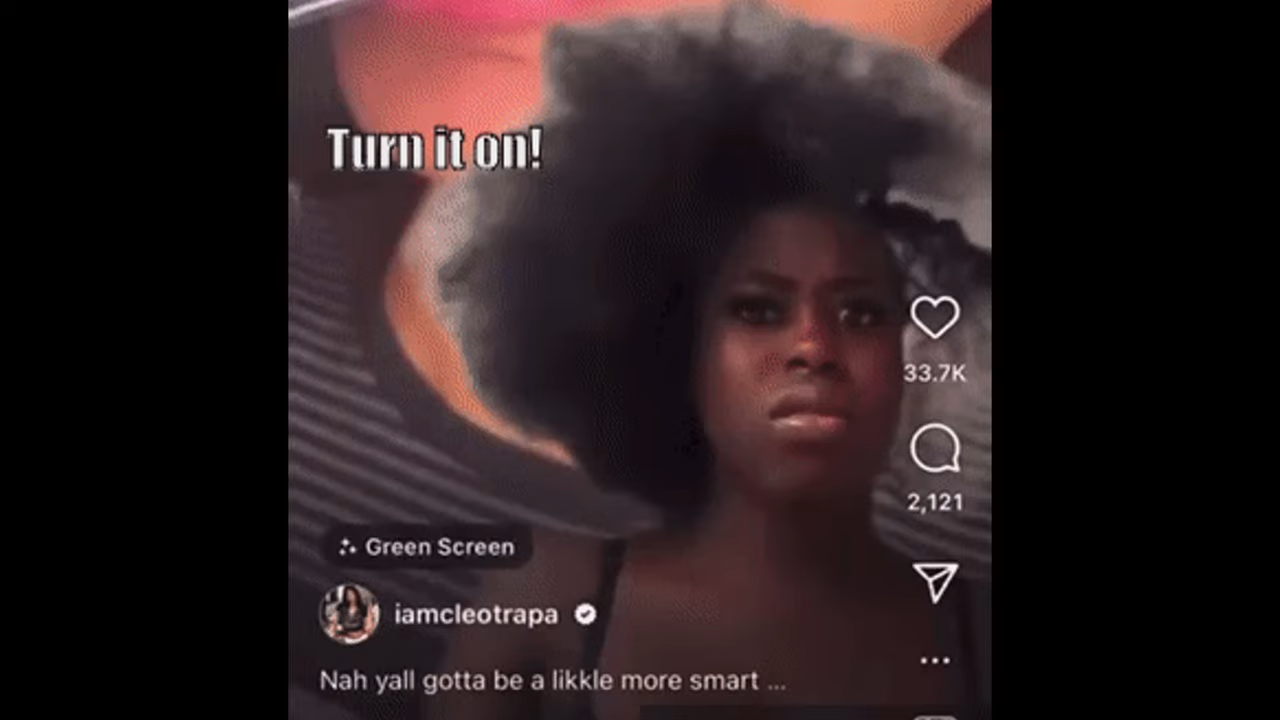 Turn it on!
33.7K
2,121
Green Screen
iamcleotrapa
Nah yall gotta be a likkle more smart ...